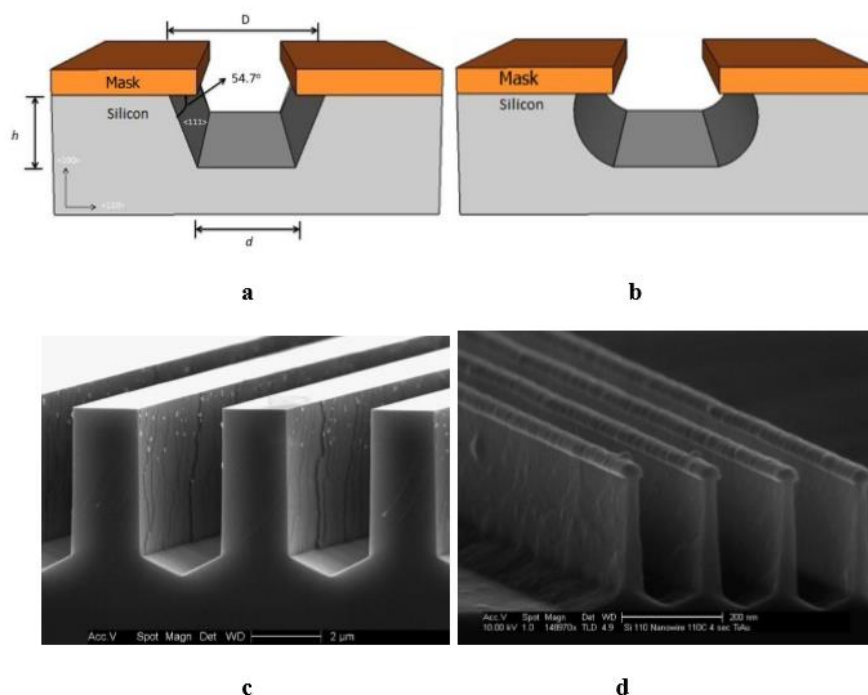 D
Mask
54.7°
Silicon
<111>
h
<100>
d
a
Mask
Silicon
b
Acc.V Spot Magn Det WD 2 µm
c
Acc.V Spot Magn Det WD 200 nm
10.00 kV 1.0 149970x TLD 4.9 Si 110 Nanowire 110C 4 sec TiAu
d